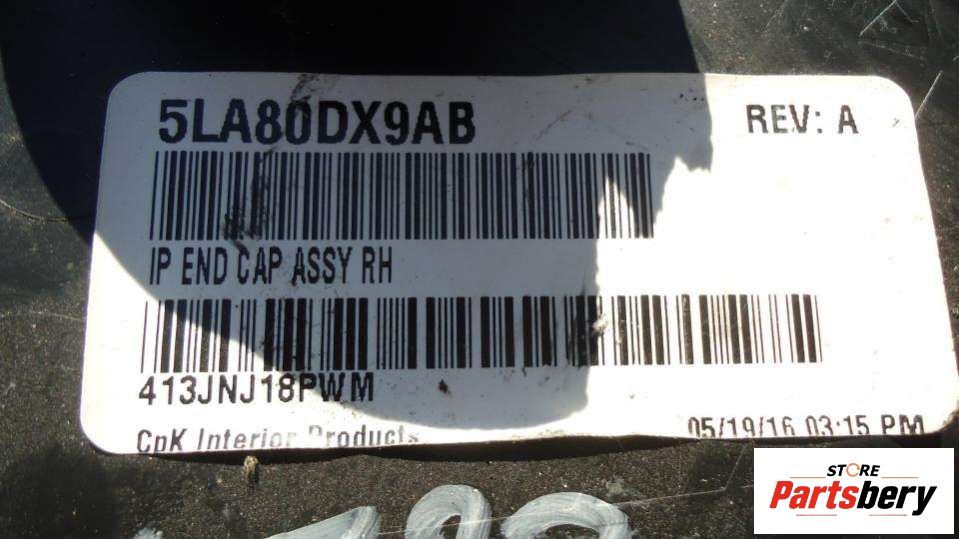 5LA80DX9AB
REV: A
IP END CAP ASSY RH
413JNJ18PWM
CpK Interior Products
05/19/16 03:15 PM
STORE
Partsbery